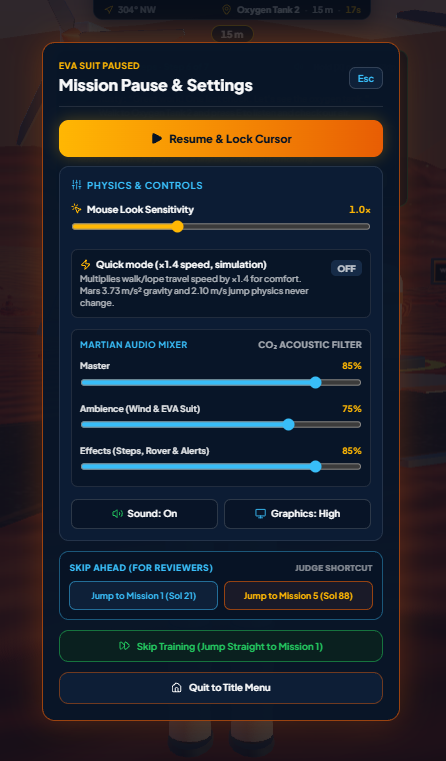 304° NW Oxygen Tank 2 · 15 m · 17s
15 m
EVA SUIT PAUSED
Mission Pause & Settings
Esc
Resume & Lock Cursor
PHYSICS & CONTROLS
Mouse Look Sensitivity 1.0×
Quick mode (×1.4 speed, simulation) OFF
Multiplies walk/lope travel speed by ×1.4 for comfort.
Mars 3.73 m/s² gravity and 2.10 m/s jump physics never
change.
MARTIAN AUDIO MIXER CO₂ ACOUSTIC FILTER
Master 85%
Ambience (Wind & EVA Suit) 75%
Effects (Steps, Rover & Alerts) 85%
Sound: On Graphics: High
SKIP AHEAD (FOR REVIEWERS) JUDGE SHORTCUT
Jump to Mission 1 (Sol 21) Jump to Mission 5 (Sol 88)
Skip Training (Jump Straight to Mission 1)
Quit to Title Menu